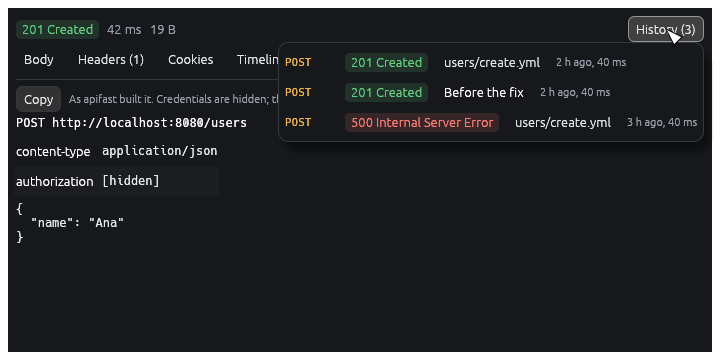 201 Created 42 ms 19 B History (3)
Body Headers (1) Cookies
POST 201 Created users/create.yml 2 h ago, 40 ms
POST 201 Created Before the fix 2 h ago, 40 ms
POST 500 Internal Server Error users/create.yml 3 h ago, 40 ms
Copy As apifast built it. Credentials are hidden;
POST http://localhost:8080/users
content-type application/json
authorization [hidden]
{
"name": "Ana"
}